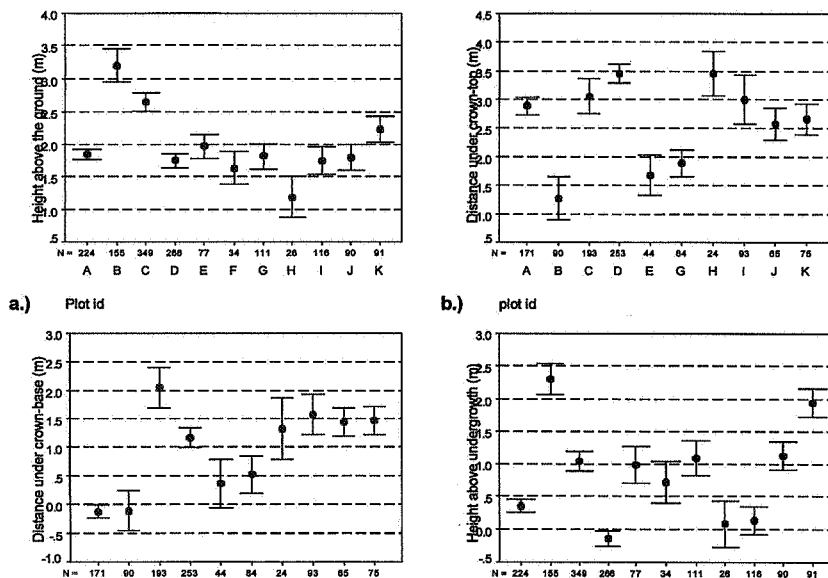 Height above the ground (m)
4.0
3.5
3.0
2.5
2.0
1.5
1.0
.5
N = 224 155 349 266 77 34 111 26 116 90 91
A B C D E F G H I J K
a.) Plot id
Distance under crown-top (m)
4.5
4.0
3.5
3.0
2.5
2.0
1.5
1.0
.5
N = 171 90 193 253 44 84 24 93 65 75
A B C D E G H I J K
b.) plot id
Distance under crown-base (m)
3.0
2.5
2.0
1.5
1.0
.5
0.0
-.5
-1.0
N = 171 90 193 253 44 84 24 93 65 75
Height above undergrowth (m)
3.0
2.5
2.0
1.5
1.0
.5
0.0
-.5
N = 224 155 349 266 77 34 111 26 116 90 91